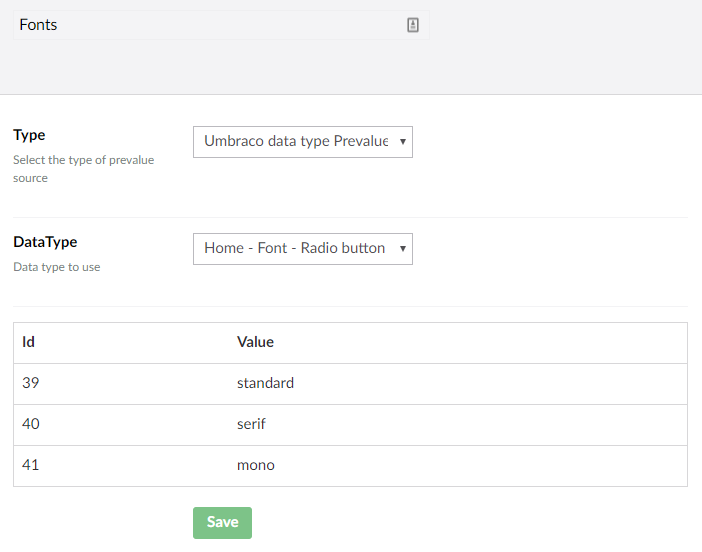 Fonts
Type
Select the type of prevalue
source
Umbraco data type Prevalue
DataType
Data type to use
Home - Font - Radio button
Id Value
39 standard
40 serif
41 mono
Save